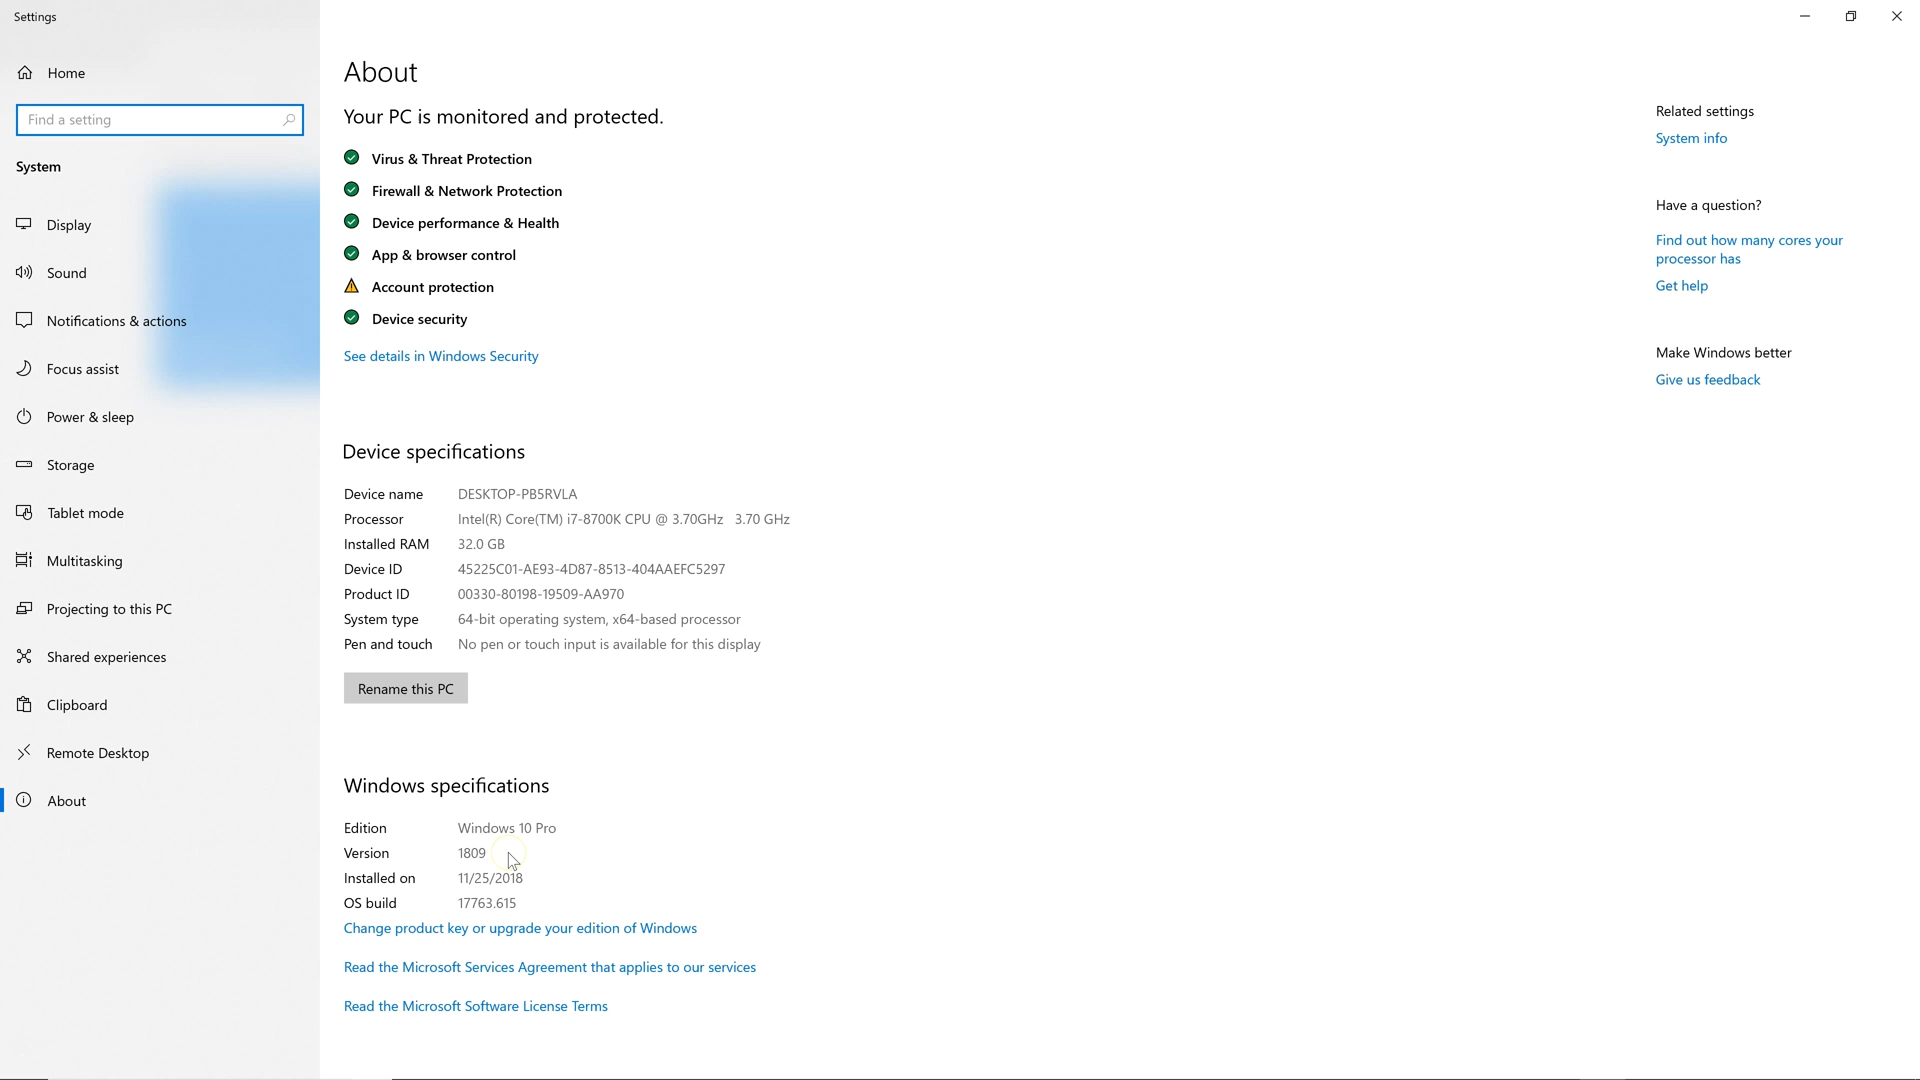 Settings
Home
Find a setting
System
Display
Sound
Notifications & actions
Focus assist
Power & sleep
Storage
Tablet mode
Multitasking
Projecting to this PC
Shared experiences
Clipboard
Remote Desktop
About
About
Your PC is monitored and protected.
Virus & Threat Protection
Firewall & Network Protection
Device performance & Health
App & browser control
Account protection
Device security
See details in Windows Security
Device specifications
Device name DESKTOP-PB5RVLA
Processor Intel(R) Core(TM) i7-8700K CPU @ 3.70GHz 3.70 GHz
Installed RAM 32.0 GB
Device ID 45225C01-AE93-4D87-8513-404AAEFC5297
Product ID 00330-80198-19509-AA970
System type 64-bit operating system, x64-based processor
Pen and touch No pen or touch input is available for this display
Rename this PC
Windows specifications
Edition Windows 10 Pro
Version 1809
Installed on 11/25/2018
OS build 17763.615
Change product key or upgrade your edition of Windows
Read the Microsoft Services Agreement that applies to our services
Read the Microsoft Software License Terms
Related settings
System info
Have a question?
Find out how many cores your
processor has
Get help
Make Windows better
Give us feedback